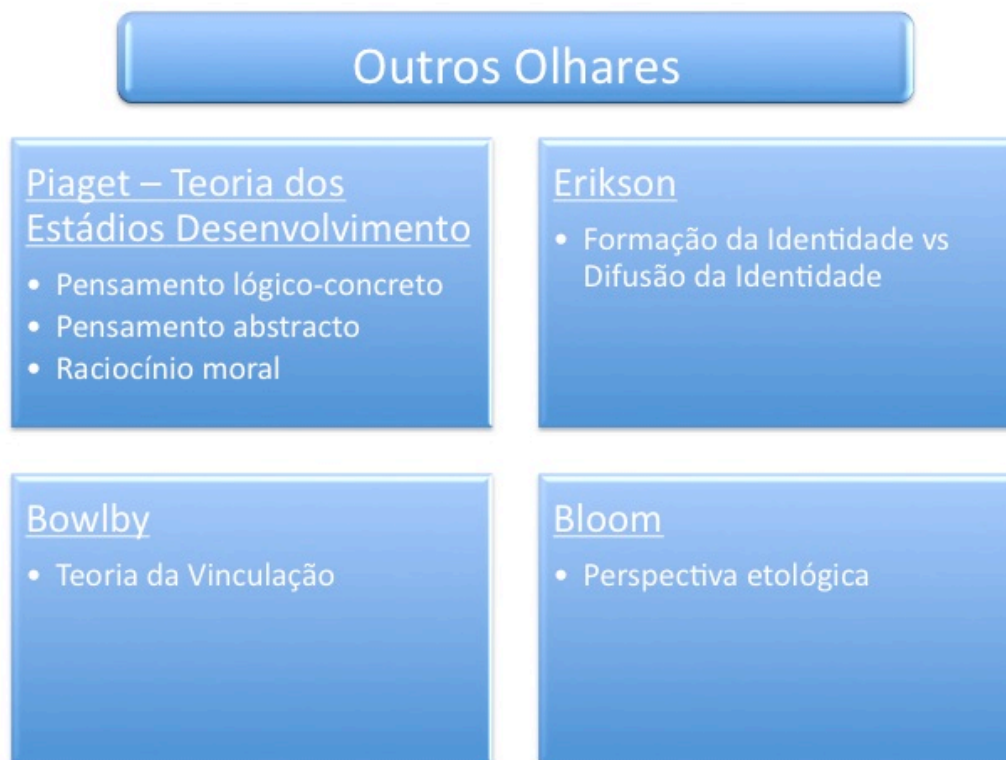 Outros Olhares
Piaget – Teoria dos
Estádios Desenvolvimento
• Pensamento lógico-concreto
• Pensamento abstracto
• Raciocínio moral
Erikson
• Formação da Identidade vs
Difusão da Identidade
Bowlby
• Teoria da Vinculação
Bloom
• Perspectiva etológica